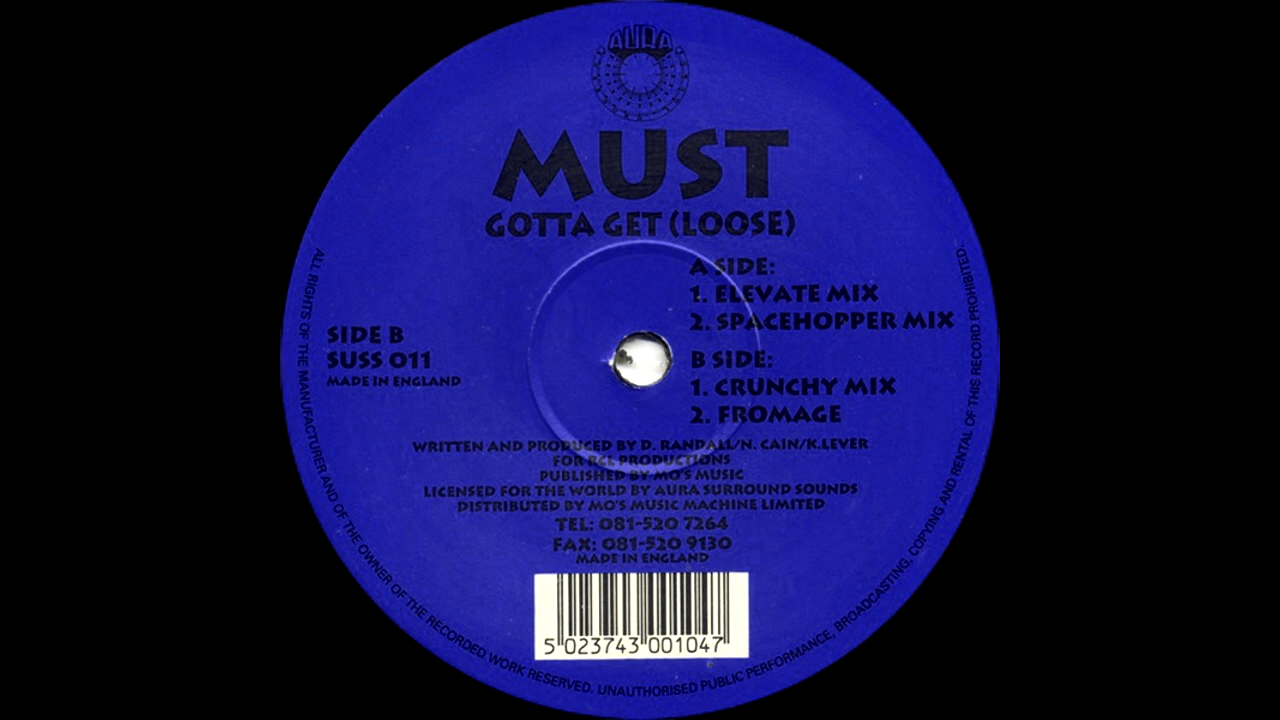 AURA
MUST
GOTTA GET (LOOSE)
A SIDE:
1. ELEVATE MIX
2. SPACEHOPPER MIX
SIDE B
SUSS 011
MADE IN ENGLAND
B SIDE:
1. CRUNCHY MIX
2. FROMAGE
WRITTEN AND PRODUCED BY D. RANDALL/N. CAIN/K.LEVER
FOR RCL PRODUCTIONS
PUBLISHED BY MO'S MUSIC
LICENSED FOR THE WORLD BY AURA SURROUND SOUNDS
DISTRIBUTED BY MO'S MUSIC MACHINE LIMITED
TEL: 081-520 7264
FAX: 081-520 9130
MADE IN ENGLAND
5 023743 001047
ALL RIGHTS OF THE MANUFACTURER AND OF THE OWNER OF THE RECORDED WORK RESERVED. UNAUTHORISED PUBLIC PERFORMANCE, BROADCASTING, COPYING AND RENTAL OF THIS RECORD PROHIBITED.